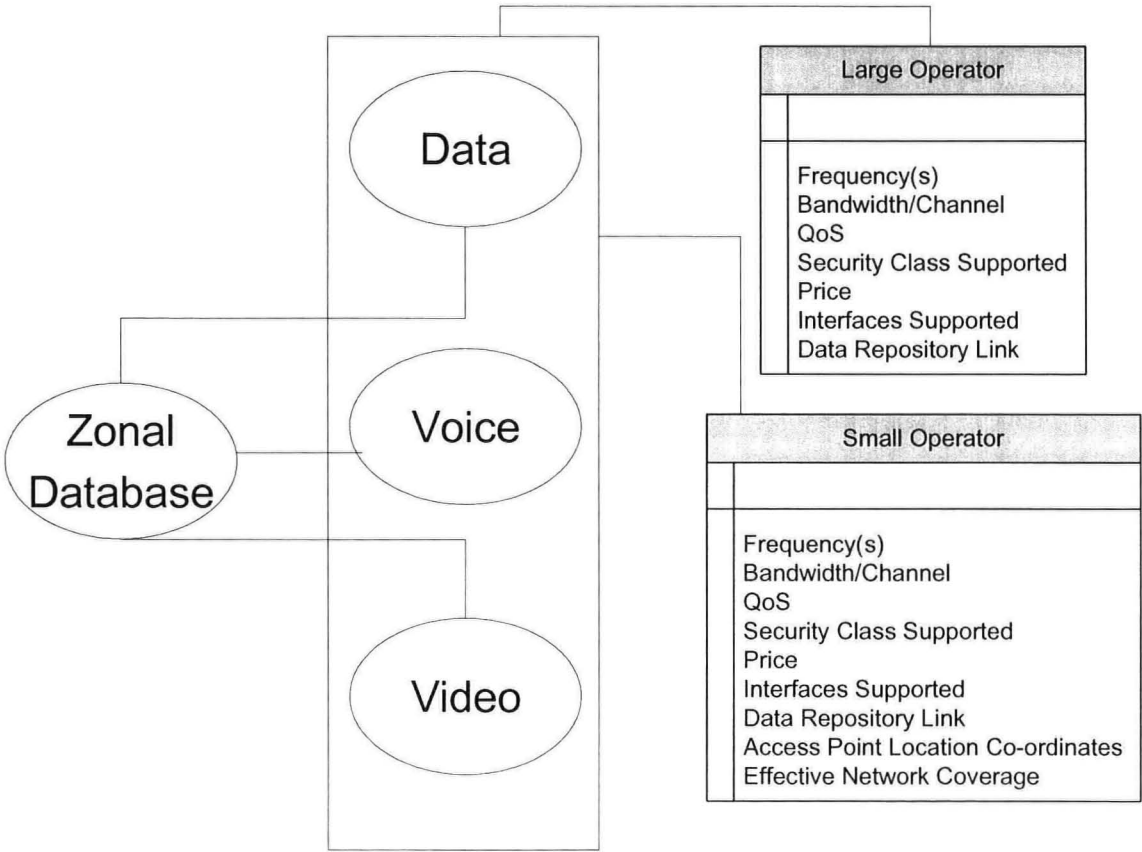 Data
Voice
Video
Zonal
Database
Large Operator
Frequency(s)
Bandwidth/Channel
QoS
Security Class Supported
Price
Interfaces Supported
Data Repository Link
Small Operator
Frequency(s)
Bandwidth/Channel
QoS
Security Class Supported
Price
Interfaces Supported
Data Repository Link
Access Point Location Co-ordinates
Effective Network Coverage